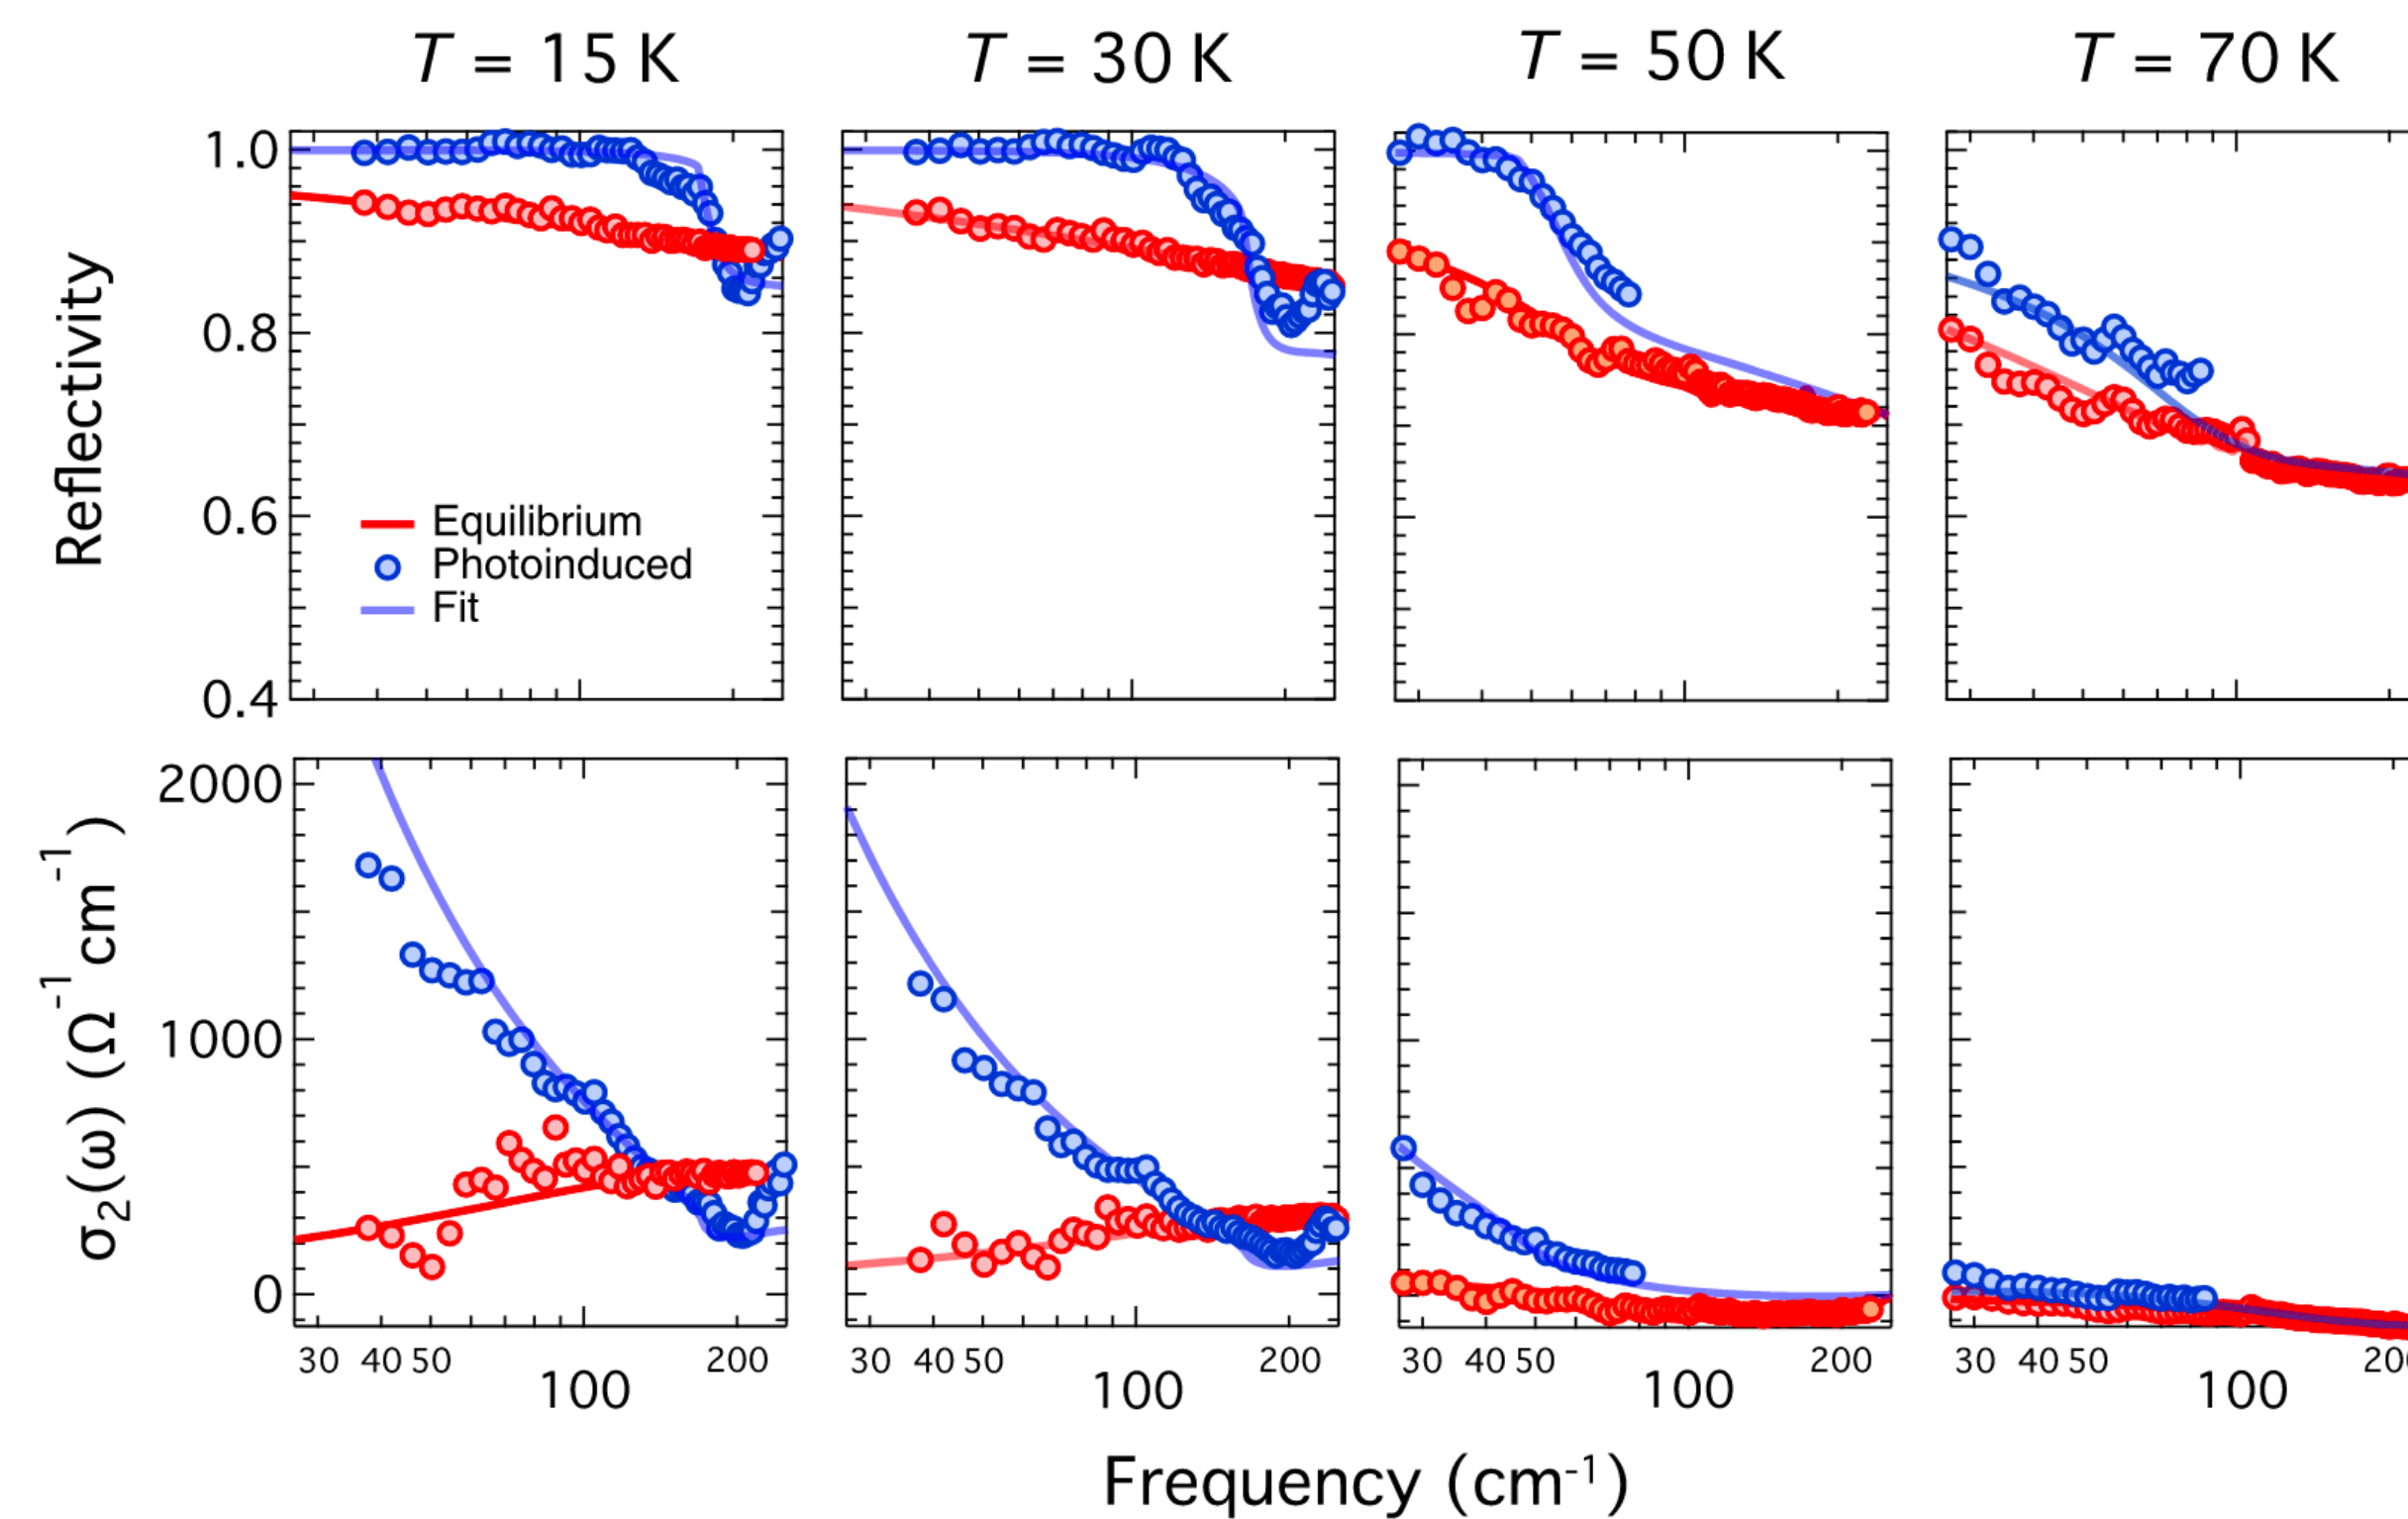 T = 15 K
T = 30 K
T = 50 K
T = 70 K
Reflectivity
1.0
0.8
0.6
0.4
Equilibrium
Photoinduced
Fit
σ₂(ω) (Ω⁻¹cm⁻¹)
2000
1000
0
30 40 50 100 200
30 40 50 100 200
30 40 50 100 200
30 40 50 100
Frequency (cm⁻¹)